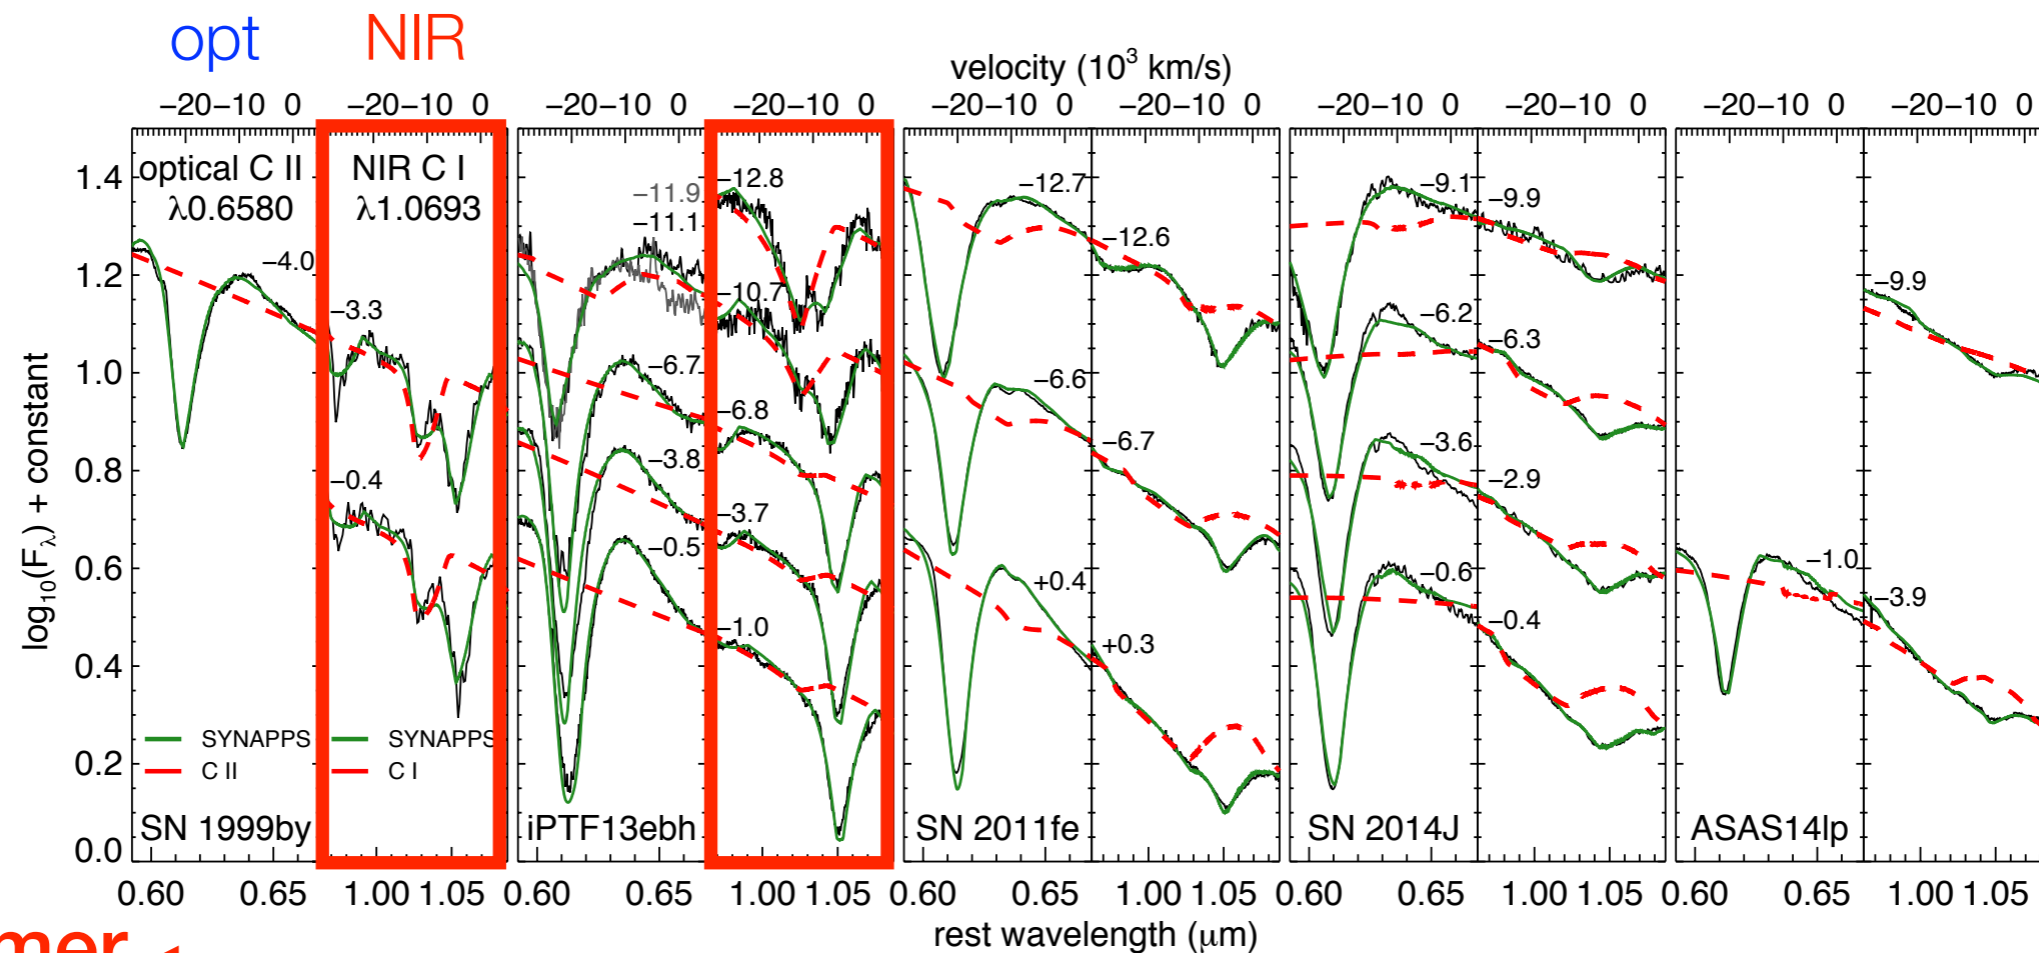 opt NIR
velocity (10³ km/s)
−20−10 0 −20−10 0 −20−10 0 −20−10 0 −20−10 0 −20−10 0 −20−10 0 −20−10 0 −20−10 0 −20−10 0
optical C II
λ0.6580
NIR C I
λ1.0693
1.4
1.2
1.0
0.8
0.6
0.4
0.2
0.0
log₁₀(Fλ) + constant
−4.0
SYNAPPS
C II
SN 1999by
−3.3
−0.4
SYNAPPS
C I
−11.9
−11.1
−6.7
−3.8
−0.5
iPTF13ebh
−12.8
−10.7
−6.8
−3.7
−1.0
−12.7
−6.6
+0.4
SN 2011fe
−12.6
−6.7
+0.3
−9.1
−6.2
−3.6
−0.6
SN 2014J
−9.9
−6.3
−2.9
−0.4
−1.0
ASAS14lp
−9.9
−3.9
0.60 0.65 1.00 1.05 0.60 0.65 1.00 1.05 0.60 0.65 1.00 1.05 0.60 0.65 1.00 1.05 0.60 0.65 1.00 1.05
rest wavelength (μm)